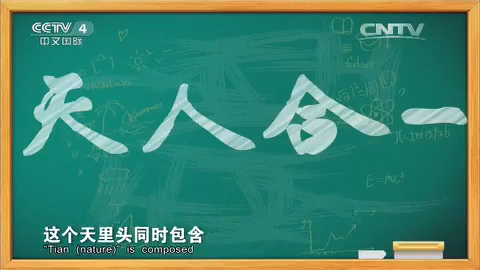 CCTV 4
中文国际
CNTV
天人合一
E=MC²
这个天里头同时包含
"Tian (nature)" is composed